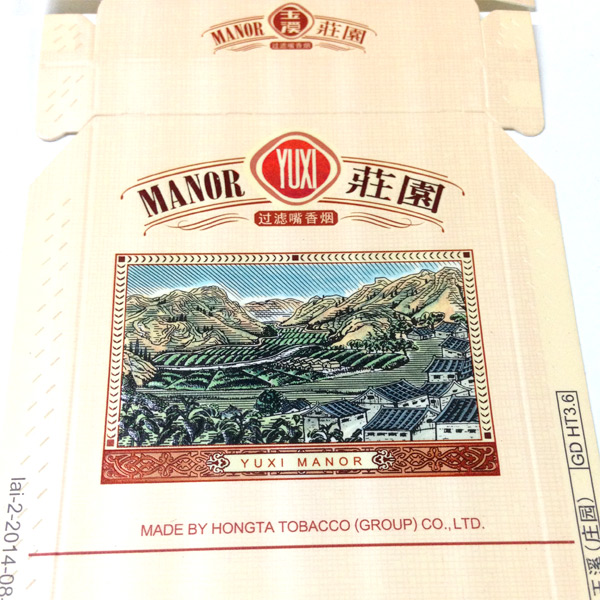 MANOR 玉溪 莊園
过滤嘴香烟
MANOR YUXI 莊園
过滤嘴香烟
YUXI MANOR
MADE BY HONGTA TOBACCO (GROUP) CO., LTD.
GD HT3.6
玉溪（庄园）
lai-2-2014-08